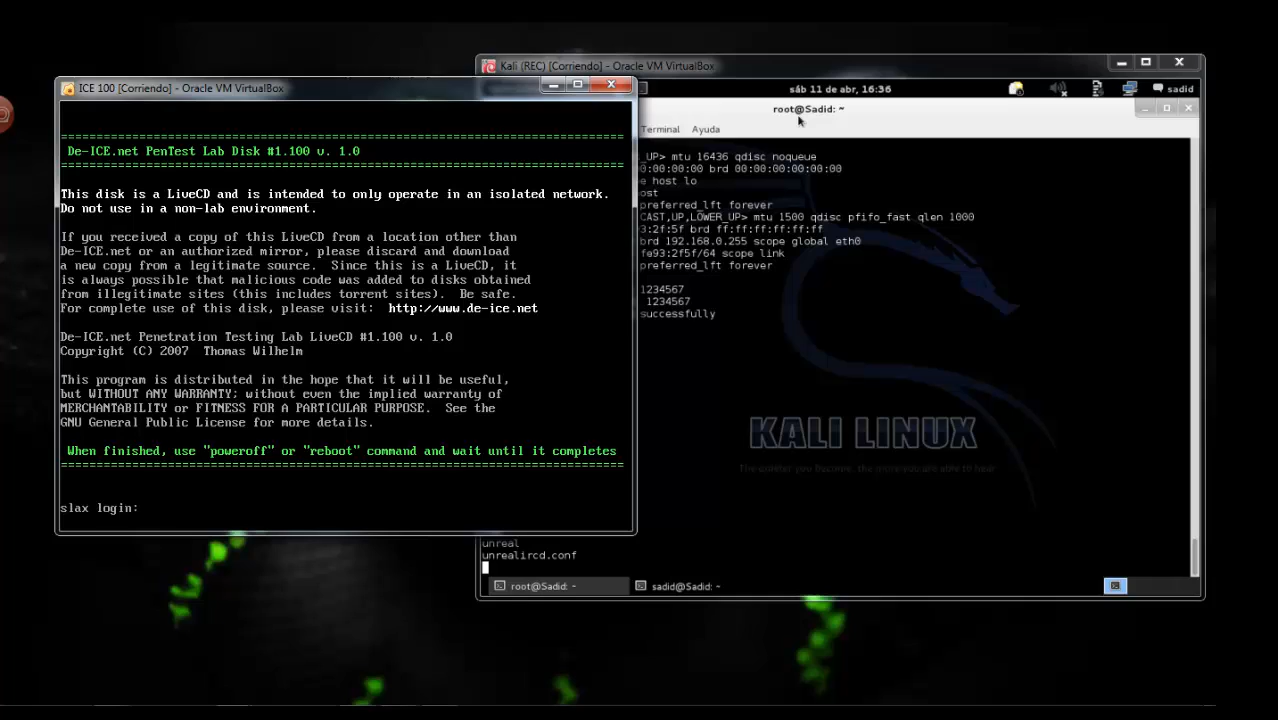 Kali (REC) [Corriendo] - Oracle VM VirtualBox
ICE 100 [Corriendo] - Oracle VM VirtualBox
sáb 11 de abr, 16:36
sadid
root@Sadid: ~
Terminal Ayuda
De-ICE.net PenTest Lab Disk #1.100 v. 1.0
This disk is a LiveCD and is intended to only operate in an isolated network.
Do not use in a non-lab environment.
If you received a copy of this LiveCD from a location other than
De-ICE.net or an authorized mirror, please discard and download
a new copy from a legitimate source. Since this is a LiveCD, it
is always possible that malicious code was added to disks obtained
from illegitimate sites (this includes torrent sites). Be safe.
For complete use of this disk, please visit: http://www.de-ice.net
De-ICE.net Penetration Testing Lab LiveCD #1.100 v. 1.0
Copyright (C) 2007 Thomas Wilhelm
This program is distributed in the hope that it will be useful,
but WITHOUT ANY WARRANTY; without even the implied warranty of
MERCHANTABILITY or FITNESS FOR A PARTICULAR PURPOSE. See the
GNU General Public License for more details.
When finished, use "poweroff" or "reboot" command and wait until it completes
slax login:
_UP> mtu 16436 qdisc noqueue
0:00:00:00 brd 00:00:00:00:00:00
e host lo
ost
preferred_lft forever
CAST,UP,LOWER_UP> mtu 1500 qdisc pfifo_fast qlen 1000
3:2f:5f brd ff:ff:ff:ff:ff:ff
brd 192.168.0.255 scope global eth0
fe93:2f5f/64 scope link
preferred_lft forever
1234567
1234567
successfully
KALI LINUX
unreal
unrealircd.conf
root@Sadid: ~
sadid@Sadid: ~